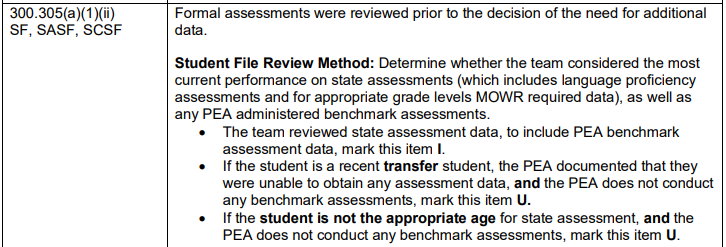 300.305(a)(1)(ii)
SF, SASF, SCSF
Formal assessments were reviewed prior to the decision of the need for additional
data.
Student File Review Method: Determine whether the team considered the most
current performance on state assessments (which includes language proficiency
assessments and for appropriate grade levels MOWR required data), as well as
any PEA administered benchmark assessments.
• The team reviewed state assessment data, to include PEA benchmark
assessment data, mark this item I.
• If the student is a recent transfer student, the PEA documented that they
were unable to obtain any assessment data, and the PEA does not conduct
any benchmark assessments, mark this item U.
• If the student is not the appropriate age for state assessment, and the
PEA does not conduct any benchmark assessments, mark this item U.